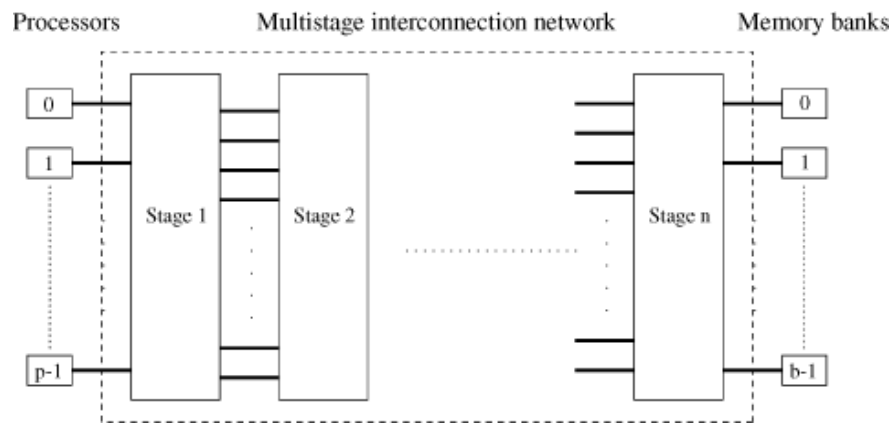 Processors Multistage interconnection network Memory banks
0 0
1 1
Stage 1 Stage 2 Stage n
p-1 b-1